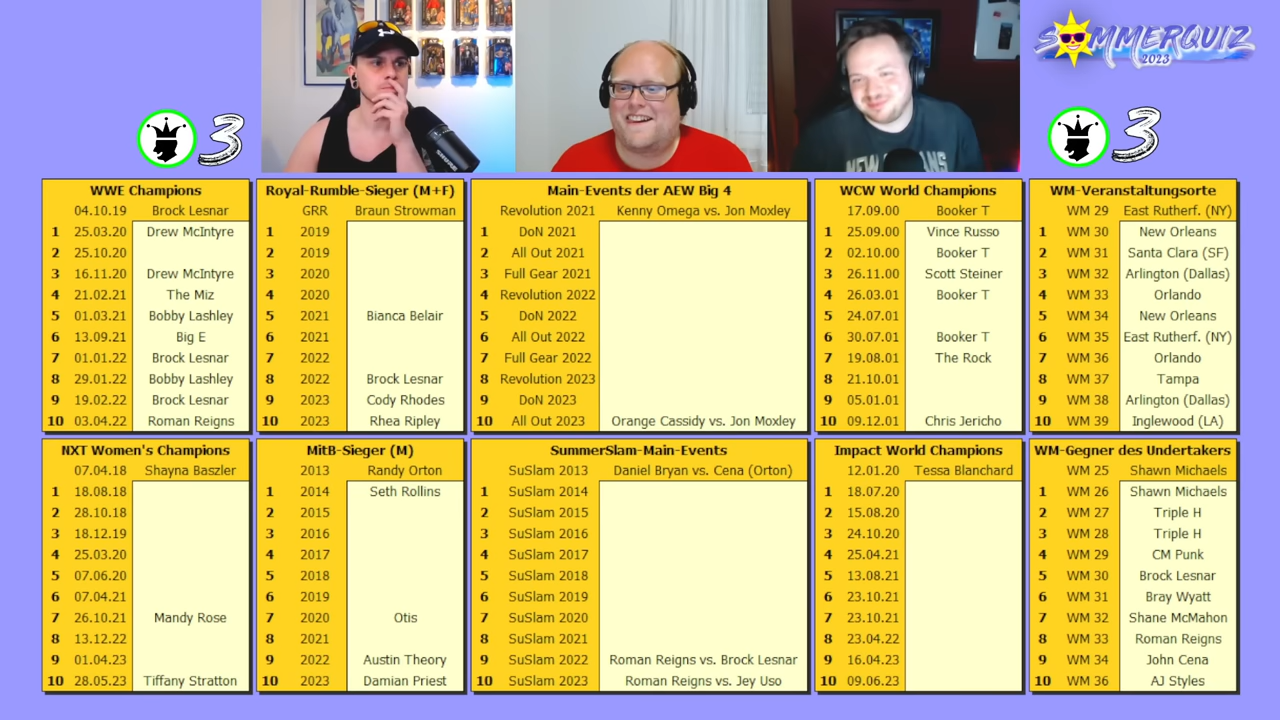 SOMMERQUIZ
2023
3
3
WWE Champions
04.10.19 Brock Lesnar
1 25.03.20 Drew McIntyre
2 25.10.20
3 16.11.20 Drew McIntyre
4 21.02.21 The Miz
5 01.03.21 Bobby Lashley
6 13.09.21 Big E
7 01.01.22 Brock Lesnar
8 29.01.22 Bobby Lashley
9 19.02.22 Brock Lesnar
10 03.04.22 Roman Reigns
Royal-Rumble-Sieger (M+F)
GRR Braun Strowman
1 2019
2 2019
3 2020
4 2020
5 2021 Bianca Belair
6 2021
7 2022
8 2022 Brock Lesnar
9 2023 Cody Rhodes
10 2023 Rhea Ripley
Main-Events der AEW Big 4
Revolution 2021 Kenny Omega vs. Jon Moxley
1 DoN 2021
2 All Out 2021
3 Full Gear 2021
4 Revolution 2022
5 DoN 2022
6 All Out 2022
7 Full Gear 2022
8 Revolution 2023
9 DoN 2023
10 All Out 2023 Orange Cassidy vs. Jon Moxley
WCW World Champions
17.09.00 Booker T
1 25.09.00 Vince Russo
2 02.10.00 Booker T
3 26.11.00 Scott Steiner
4 26.03.01 Booker T
5 24.07.01
6 30.07.01 Booker T
7 19.08.01 The Rock
8 21.10.01
9 05.01.01
10 09.12.01 Chris Jericho
WM-Veranstaltungsorte
WM 29 East Rutherf. (NY)
1 WM 30 New Orleans
2 WM 31 Santa Clara (SF)
3 WM 32 Arlington (Dallas)
4 WM 33 Orlando
5 WM 34 New Orleans
6 WM 35 East Rutherf. (NY)
7 WM 36 Orlando
8 WM 37 Tampa
9 WM 38 Arlington (Dallas)
10 WM 39 Inglewood (LA)
NXT Women's Champions
07.04.18 Shayna Baszler
1 18.08.18
2 28.10.18
3 18.12.19
4 25.03.20
5 07.06.20
6 07.04.21
7 26.10.21 Mandy Rose
8 13.12.22
9 01.04.23
10 28.05.23 Tiffany Stratton
MitB-Sieger (M)
2013 Randy Orton
1 2014 Seth Rollins
2 2015
3 2016
4 2017
5 2018
6 2019
7 2020 Otis
8 2021
9 2022 Austin Theory
10 2023 Damian Priest
SummerSlam-Main-Events
SuSlam 2013 Daniel Bryan vs. Cena (Orton)
1 SuSlam 2014
2 SuSlam 2015
3 SuSlam 2016
4 SuSlam 2017
5 SuSlam 2018
6 SuSlam 2019
7 SuSlam 2020
8 SuSlam 2021
9 SuSlam 2022 Roman Reigns vs. Brock Lesnar
10 SuSlam 2023 Roman Reigns vs. Jey Uso
Impact World Champions
12.01.20 Tessa Blanchard
1 18.07.20
2 15.08.20
3 24.10.20
4 25.04.21
5 13.08.21
6 23.10.21
7 23.10.21
8 23.04.22
9 16.04.23
10 09.06.23
WM-Gegner des Undertakers
WM 25 Shawn Michaels
1 WM 26 Shawn Michaels
2 WM 27 Triple H
3 WM 28 Triple H
4 WM 29 CM Punk
5 WM 30 Brock Lesnar
6 WM 31 Bray Wyatt
7 WM 32 Shane McMahon
8 WM 33 Roman Reigns
9 WM 34 John Cena
10 WM 36 AJ Styles